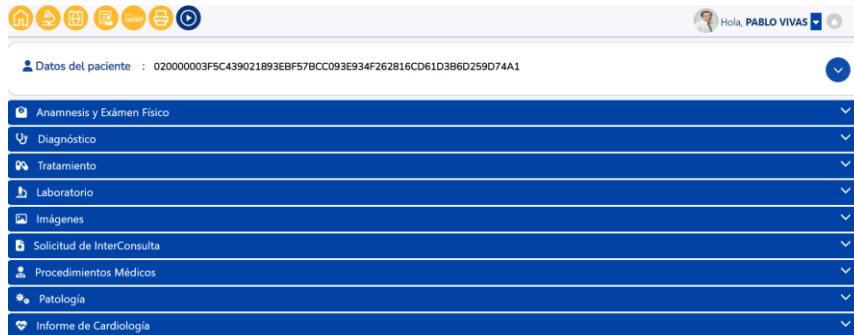 Hola, PABLO VIVAS
Datos del paciente : 020000003F5C439021893EBF57BCC093E934F262816CD61D3B6D259D74A1
Anamnesis y Exámen Físico
Diagnóstico
Tratamiento
Laboratorio
Imágenes
Solicitud de InterConsulta
Procedimientos Médicos
Patología
Informe de Cardiología